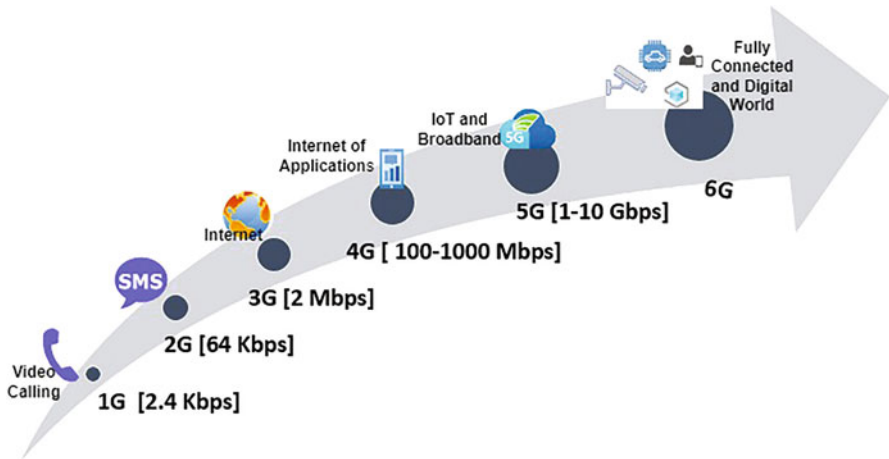 Video
Calling
1G [2.4 Kbps]
SMS
2G [64 Kbps]
Internet
3G [2 Mbps]
Internet of
Applications
4G [ 100-1000 Mbps]
IoT and
Broadband
5G
5G [1-10 Gbps]
Fully
Connected
and Digital
World
6G